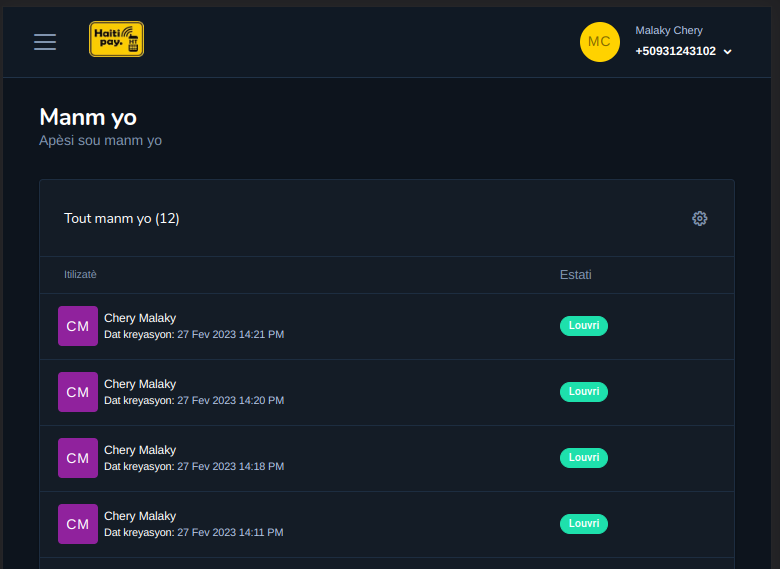 Haiti
pay.
HT
MC
Malaky Chery
+50931243102
Manm yo
Apèsi sou manm yo
Tout manm yo (12)
Itilizatè
Estati
CM
Chery Malaky
Dat kreyasyon: 27 Fev 2023 14:21 PM
Louvri
CM
Chery Malaky
Dat kreyasyon: 27 Fev 2023 14:20 PM
Louvri
CM
Chery Malaky
Dat kreyasyon: 27 Fev 2023 14:18 PM
Louvri
CM
Chery Malaky
Dat kreyasyon: 27 Fev 2023 14:11 PM
Louvri